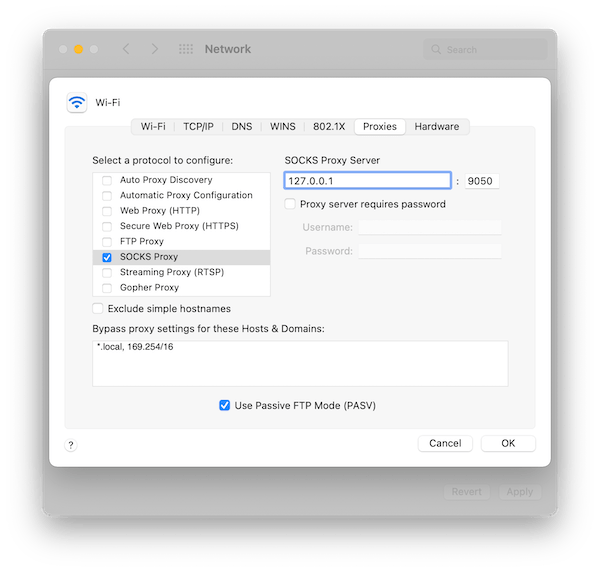 Network
Search
Wi-Fi
Wi-Fi TCP/IP DNS WINS 802.1X Proxies Hardware
Select a protocol to configure:
Auto Proxy Discovery
Automatic Proxy Configuration
Web Proxy (HTTP)
Secure Web Proxy (HTTPS)
FTP Proxy
SOCKS Proxy
Streaming Proxy (RTSP)
Gopher Proxy
Exclude simple hostnames
SOCKS Proxy Server
127.0.0.1 : 9050
Proxy server requires password
Username:
Password:
Bypass proxy settings for these Hosts & Domains:
*.local, 169.254/16
Use Passive FTP Mode (PASV)
? Cancel OK
Revert Apply